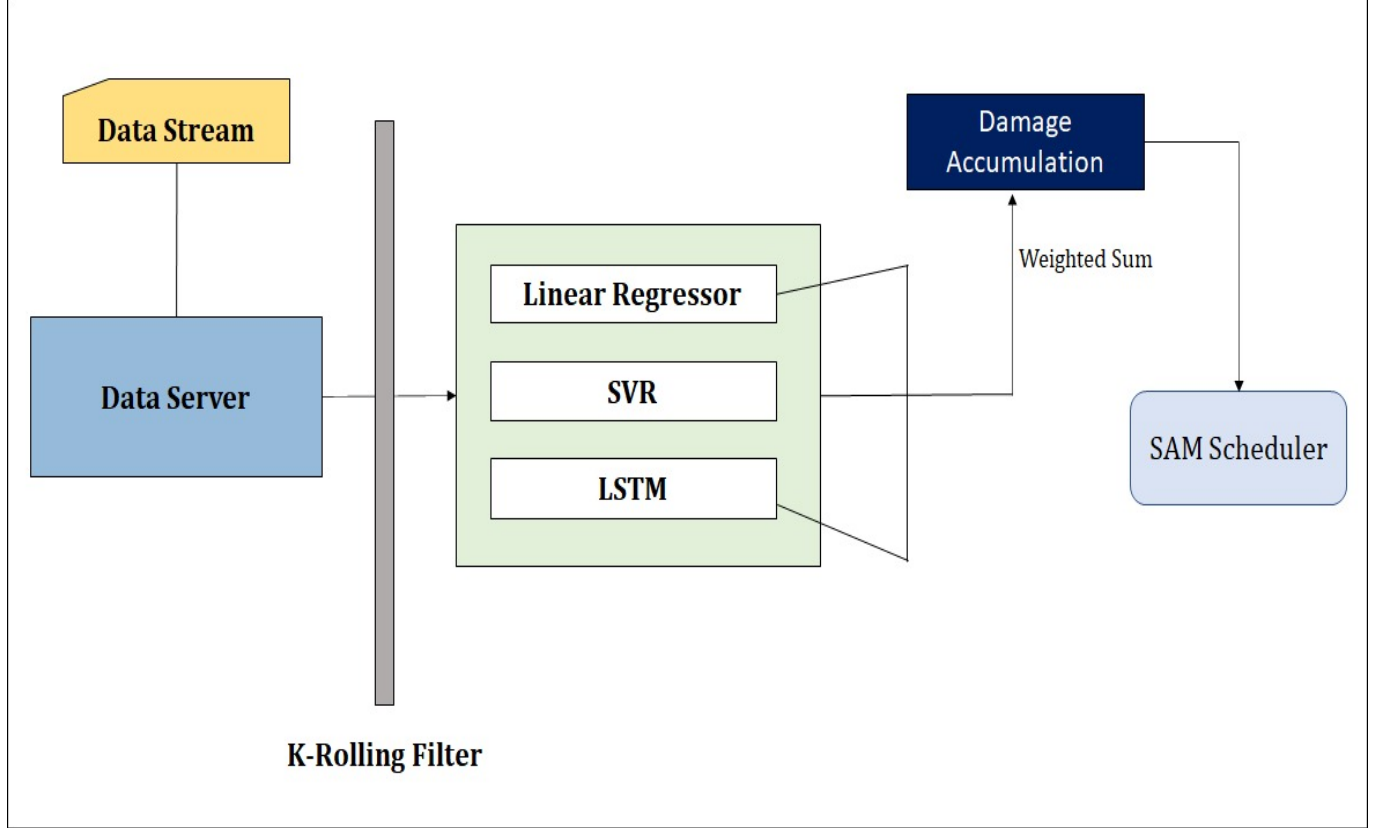 Data Stream
Data Server
K-Rolling Filter
Linear Regressor
SVR
LSTM
Damage
Accumulation
Weighted Sum
SAM Scheduler